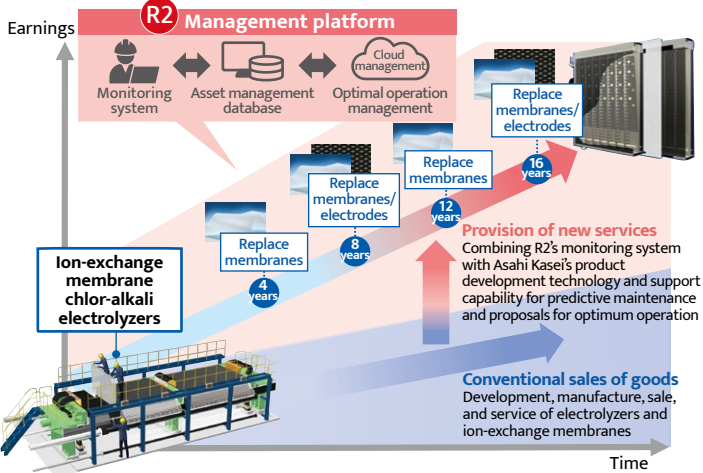 Earnings
R2 Management platform
Cloud
management
Monitoring
system
Asset management
database
Optimal operation
management
Replace
membranes/
electrodes
16
years
Replace
membranes
12
years
Replace
membranes/
electrodes
8
years
Replace
membranes
4
years
Ion-exchange
membrane
chlor-alkali
electrolyzers
Provision of new services
Combining R2's monitoring system
with Asahi Kasei's product
development technology and support
capability for predictive maintenance
and proposals for optimum operation
Conventional sales of goods
Development, manufacture, sale,
and service of electrolyzers and
ion-exchange membranes
Time